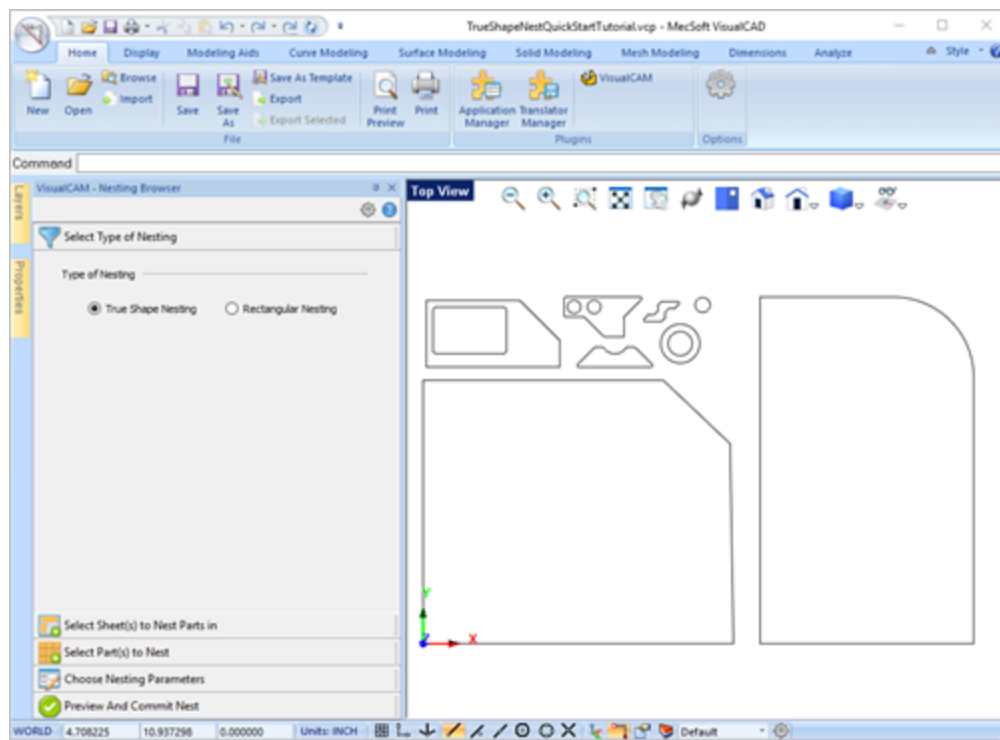 TrueShapeNestQuickStartTutorial.vcp - MecSoft VisualCAD
Home Display Modeling Aids Curve Modeling Surface Modeling Solid Modeling Mesh Modeling Dimensions Analyze Style
New Open Browse Import Save Save As Save As Template Export Export Selected Print Preview Print Application Manager Translator Manager VisualCAM
File Plugins Options
Command
Layers
Properties
VisualCAM - Nesting Browser
Select Type of Nesting
Type of Nesting
True Shape Nesting Rectangular Nesting
Select Sheet(s) to Nest Parts in
Select Part(s) to Nest
Choose Nesting Parameters
Preview And Commit Nest
Top View
Y
Z
X
WORLD 4.708225 10.937298 0.000000 Units: INCH Default